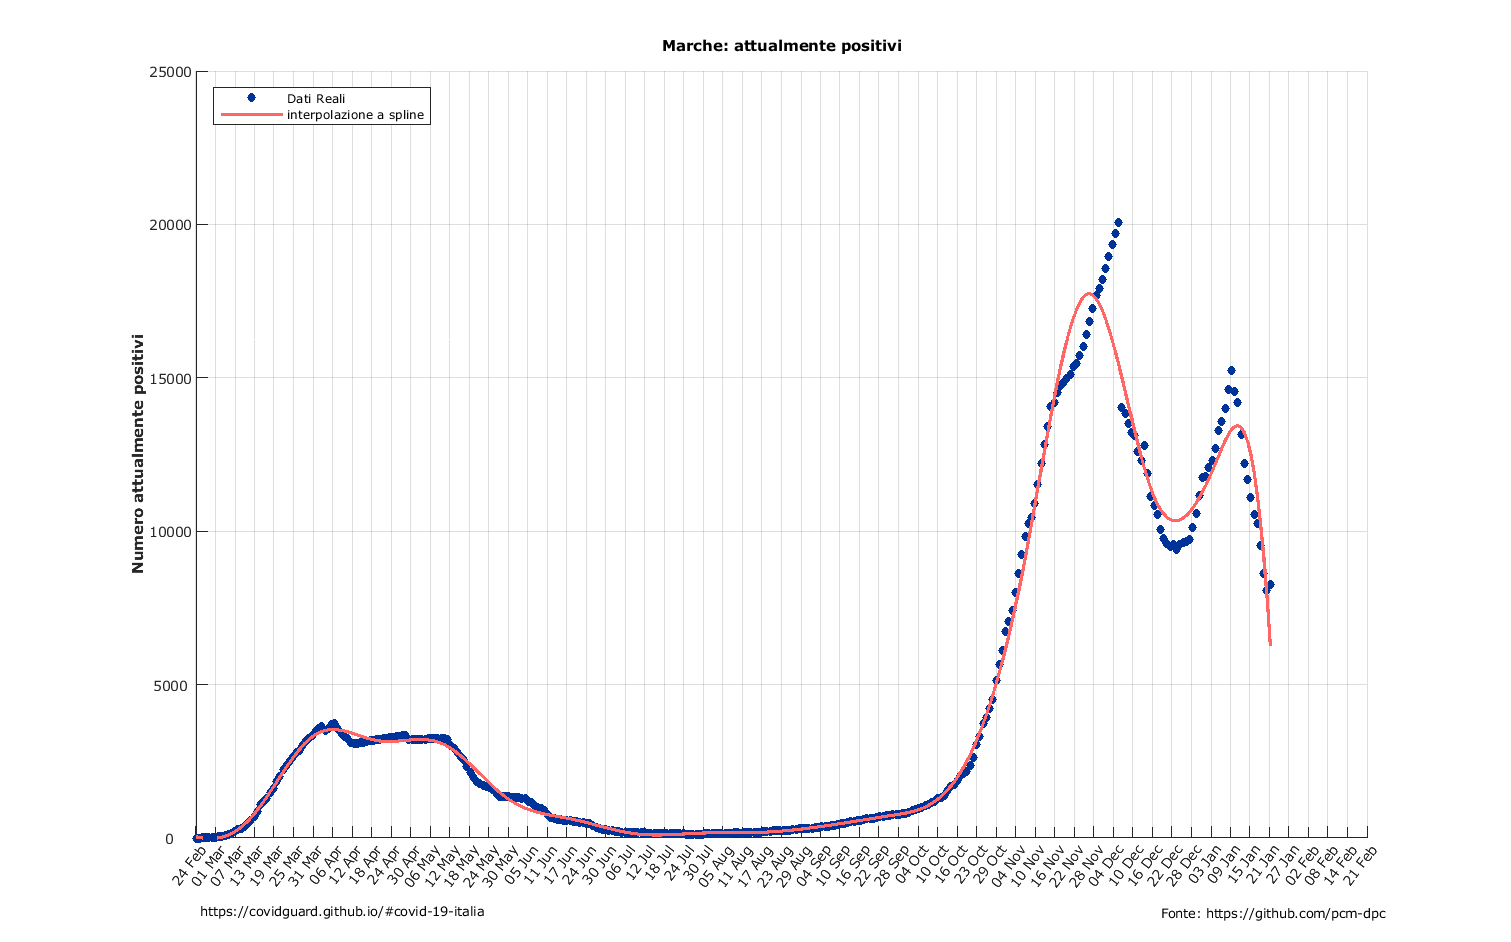 Marche: attualmente positivi
Dati Reali
interpolazione a spline
Numero attualmente positivi
25000
20000
15000
10000
5000
0
24 Feb
01 Mar
07 Mar
13 Mar
19 Mar
25 Mar
31 Mar
06 Apr
12 Apr
18 Apr
24 Apr
30 Apr
06 May
12 May
18 May
24 May
30 May
05 Jun
11 Jun
17 Jun
24 Jun
30 Jun
06 Jul
12 Jul
18 Jul
24 Jul
30 Jul
05 Aug
11 Aug
17 Aug
23 Aug
29 Aug
04 Sep
10 Sep
16 Sep
22 Sep
28 Sep
04 Oct
10 Oct
16 Oct
23 Oct
29 Oct
04 Nov
10 Nov
16 Nov
22 Nov
28 Nov
04 Dec
10 Dec
16 Dec
22 Dec
28 Dec
03 Jan
09 Jan
15 Jan
21 Jan
27 Jan
02 Feb
08 Feb
14 Feb
21 Feb
https://covidguard.github.io/#covid-19-italia
Fonte: https://github.com/pcm-dpc